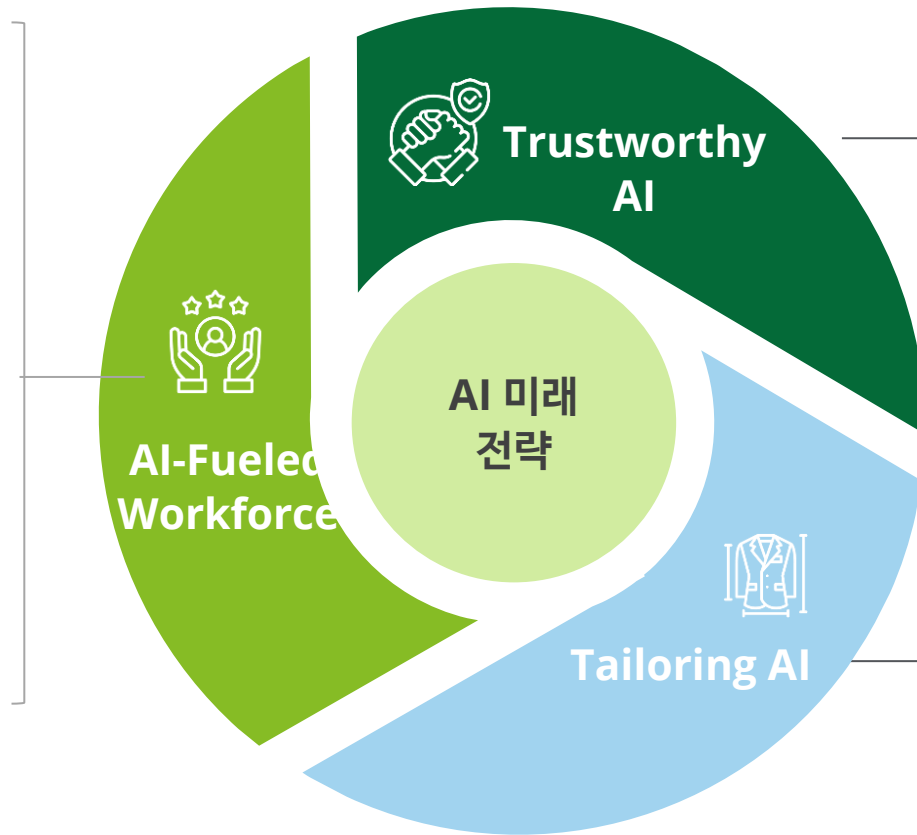 Trustworthy
AI
AI 미래
전략
AI-Fueled
Workforce
Tailoring AI